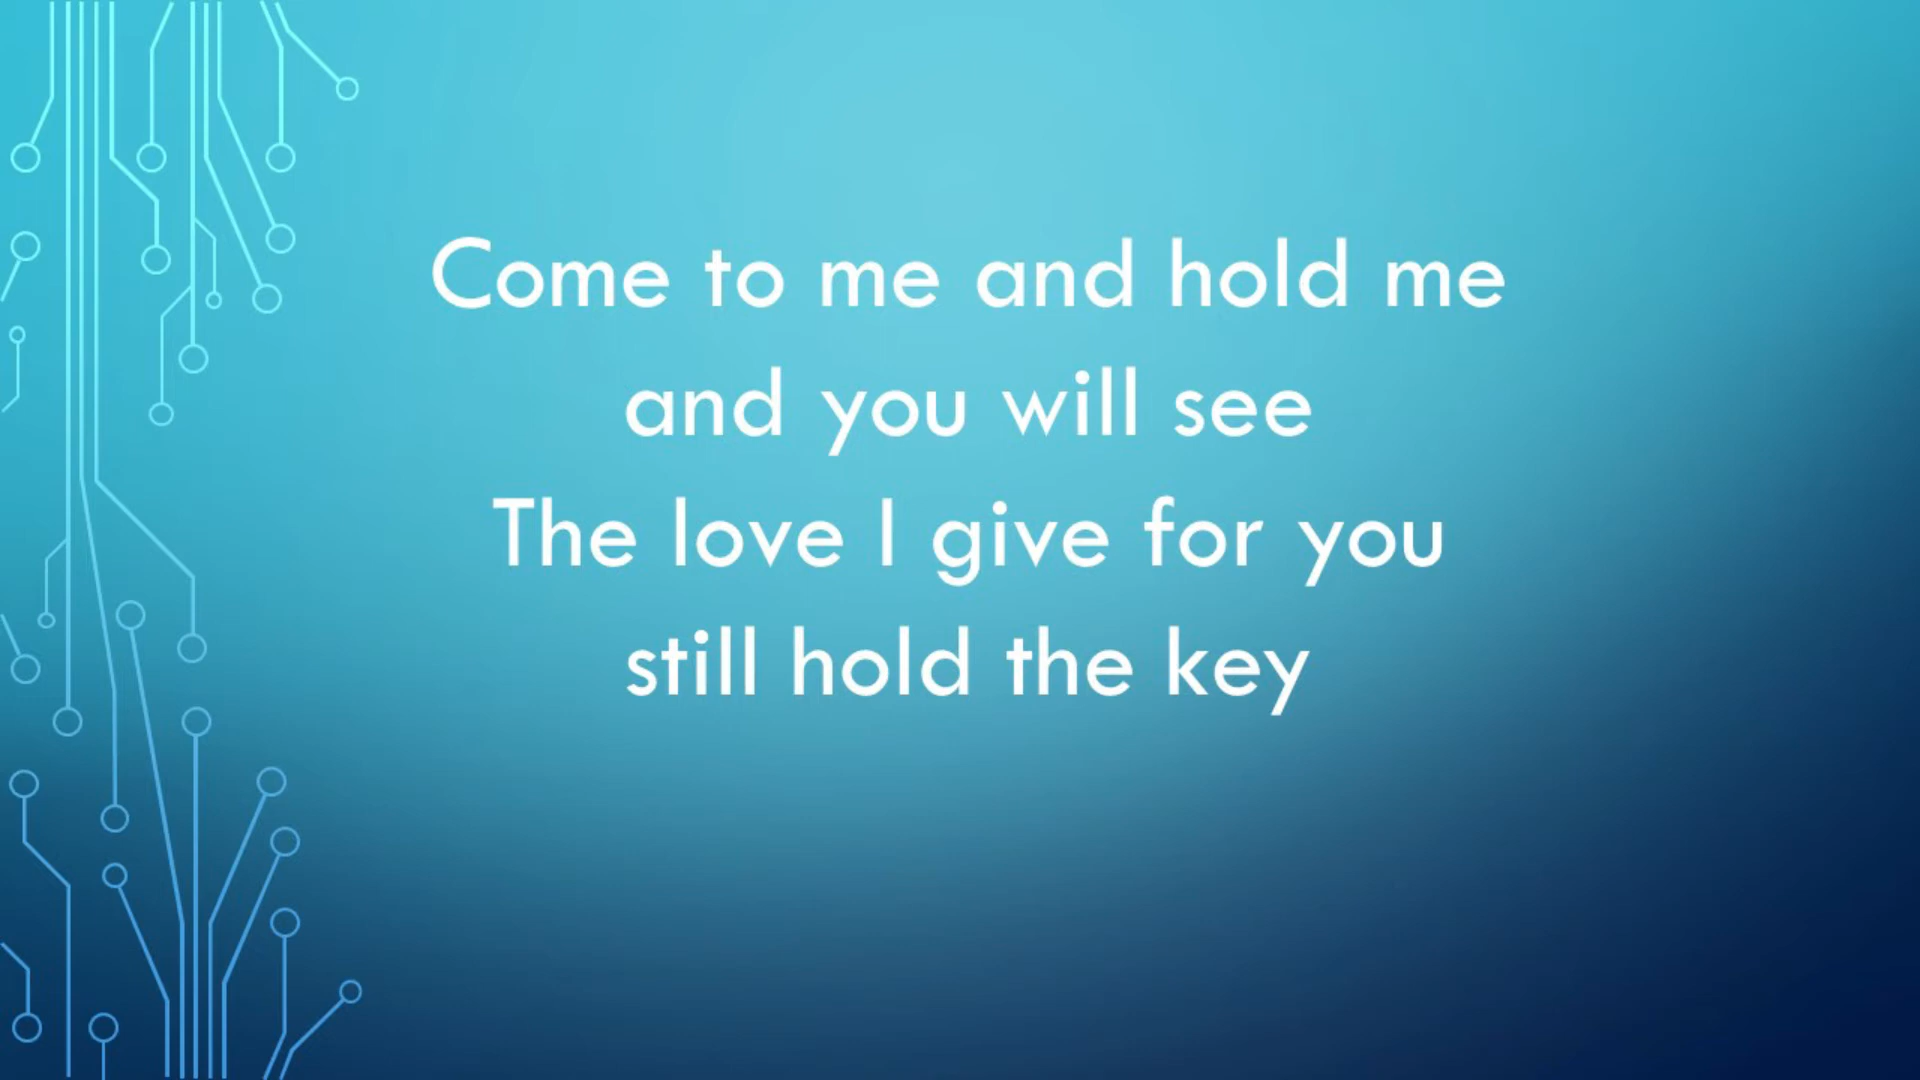 Come to me and hold me
and you will see
The love I give for you
still hold the key